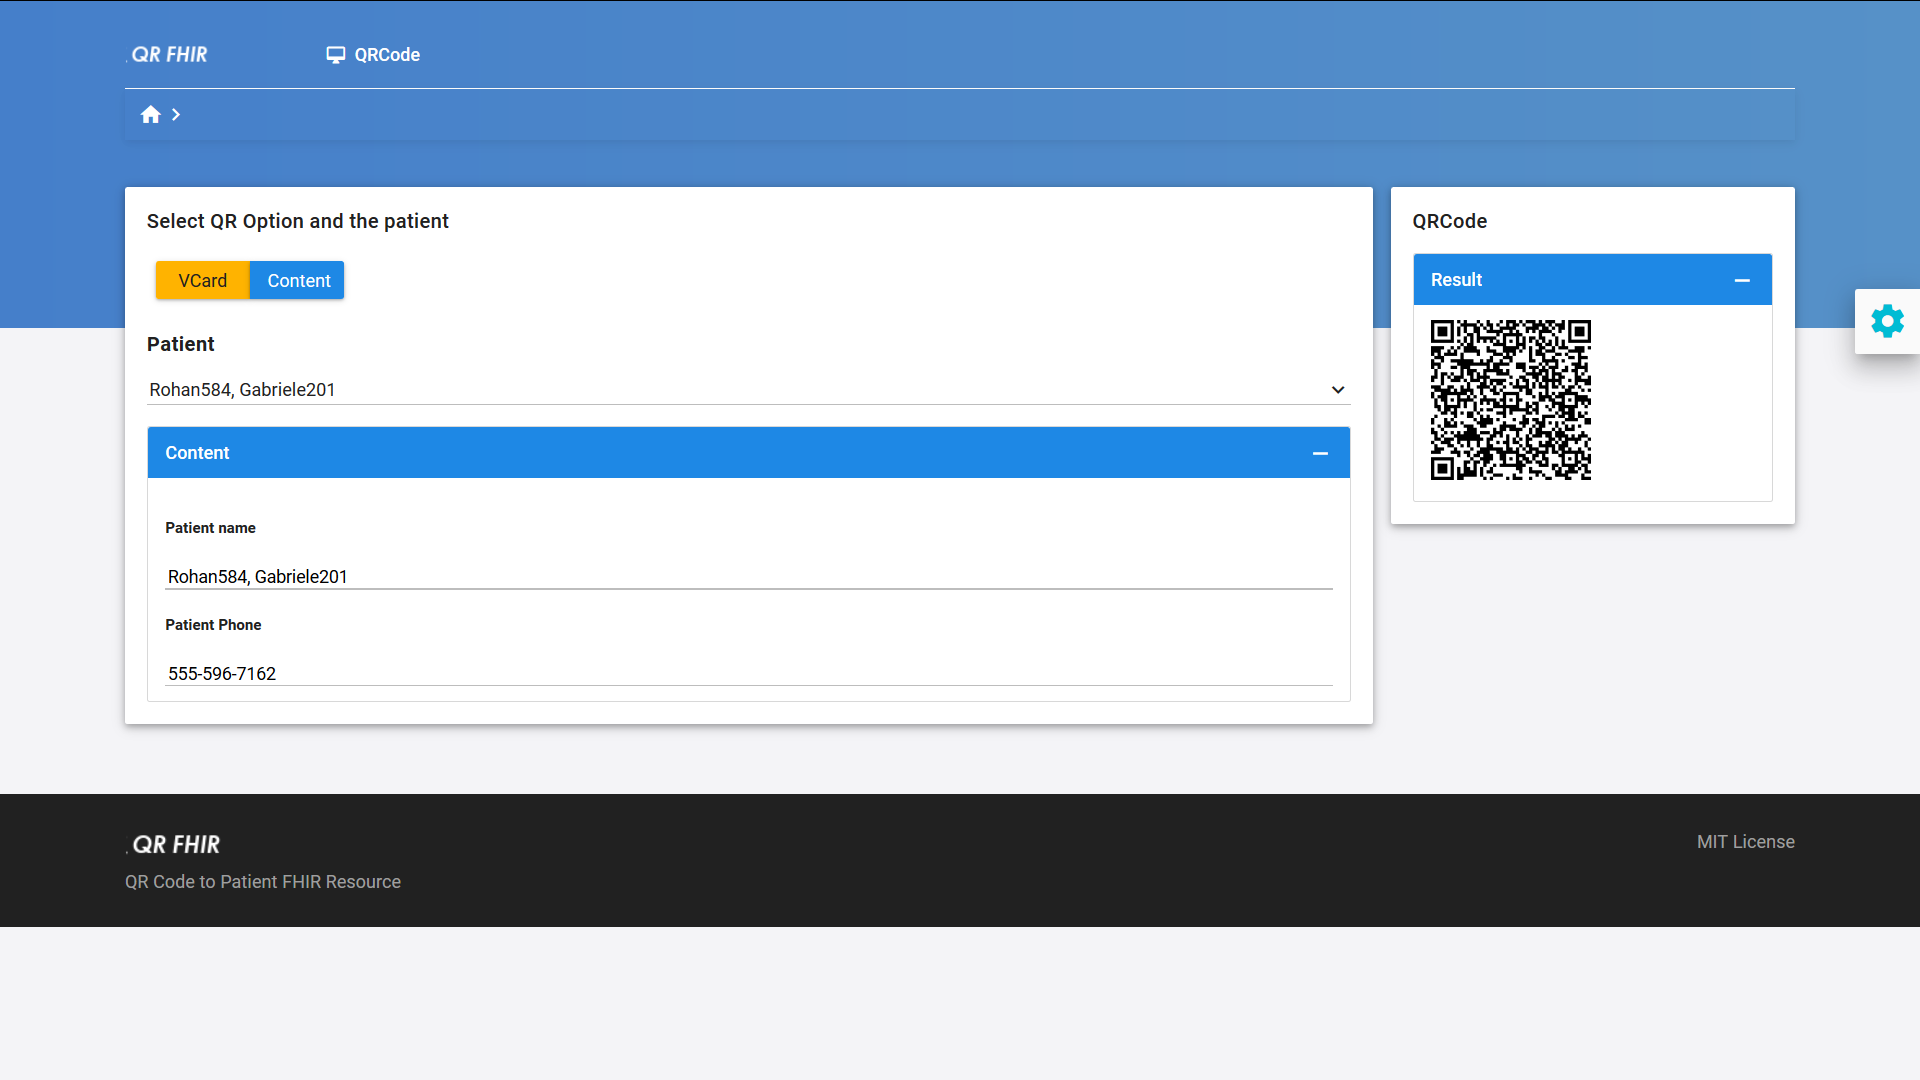 QR FHIR
QRCode
Select QR Option and the patient
VCard
Content
Patient
Rohan584, Gabriele201
Content
Patient name
Rohan584, Gabriele201
Patient Phone
555-596-7162
QRCode
Result
QR FHIR
QR Code to Patient FHIR Resource
MIT License